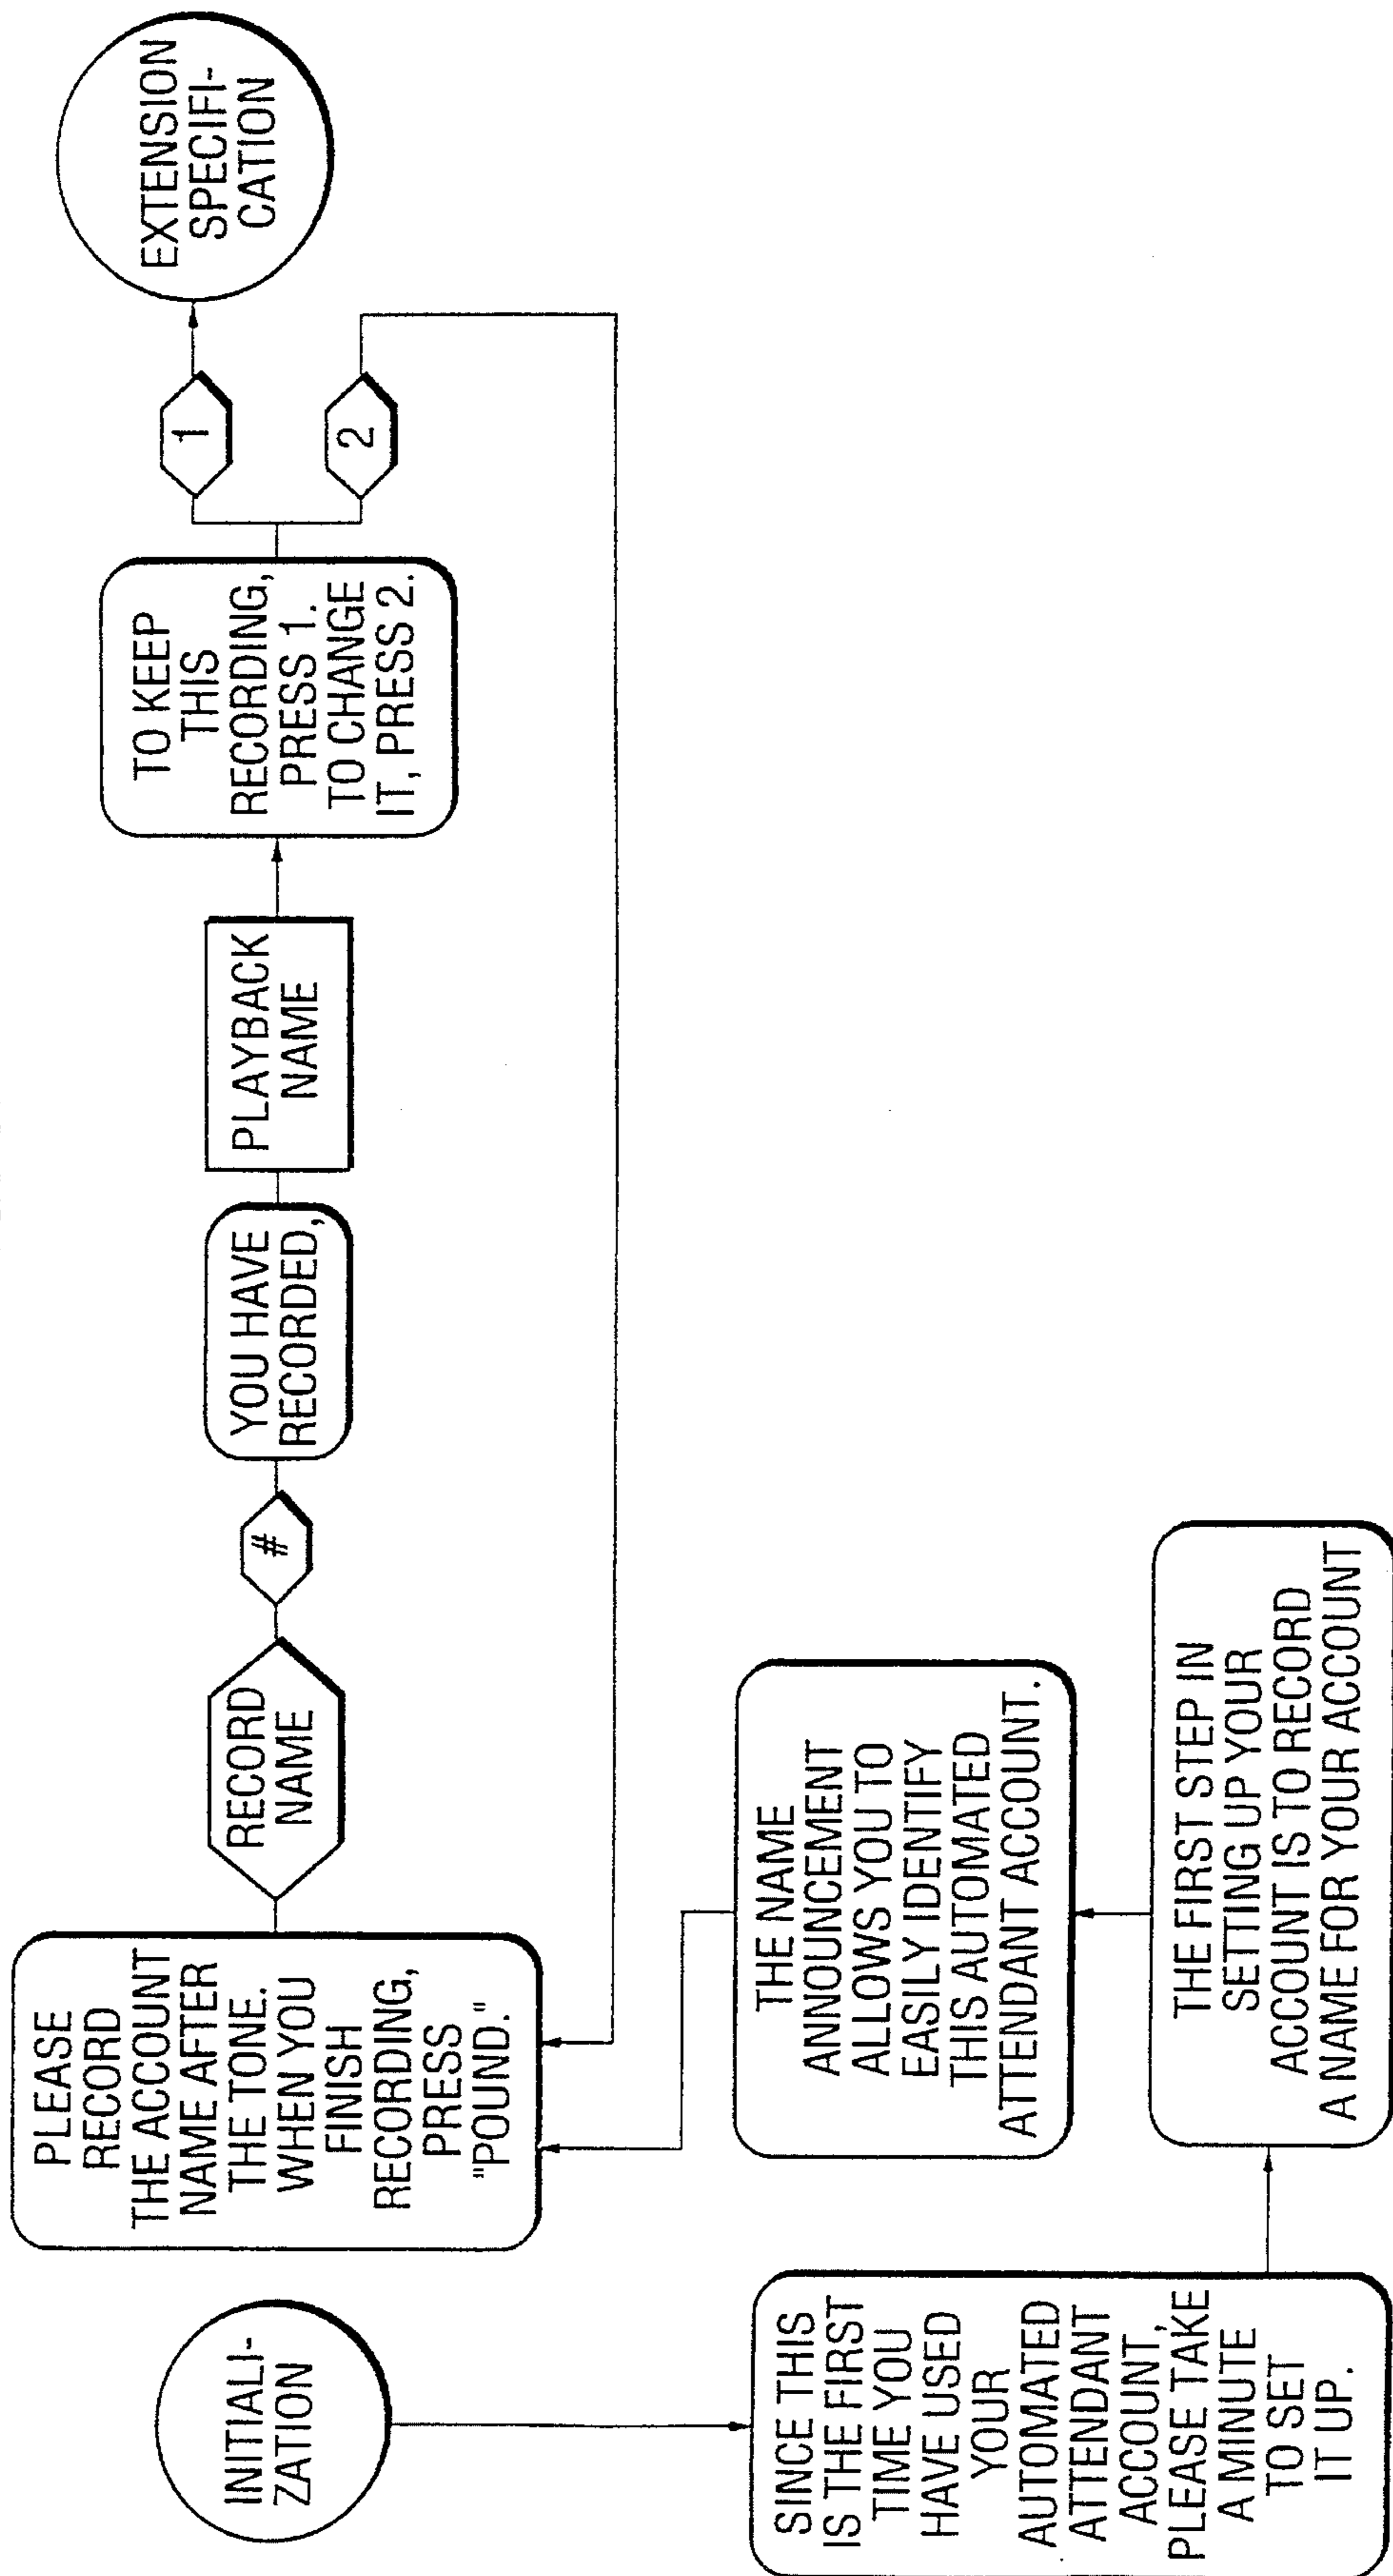 INITIALI-
ZATION
SINCE THIS
IS THE FIRST
TIME YOU
HAVE USED
YOUR
AUTOMATED
ATTENDANT
ACCOUNT,
PLEASE TAKE
A MINUTE
TO SET
IT UP.
THE FIRST STEP IN
SETTING UP YOUR
ACCOUNT IS TO RECORD
A NAME FOR YOUR ACCOUNT
THE NAME
ANNOUNCEMENT
ALLOWS YOU TO
EASILY IDENTIFY
THIS AUTOMATED
ATTENDANT ACCOUNT.
PLEASE
RECORD
THE ACCOUNT
NAME AFTER
THE TONE.
WHEN YOU
FINISH
RECORDING,
PRESS
"POUND."
RECORD
NAME
#
YOU HAVE
RECORDED,
PLAYBACK
NAME
TO KEEP
THIS
RECORDING,
PRESS 1.
TO CHANGE
IT, PRESS 2.
1
2
EXTENSION
SPECIFI-
CATION